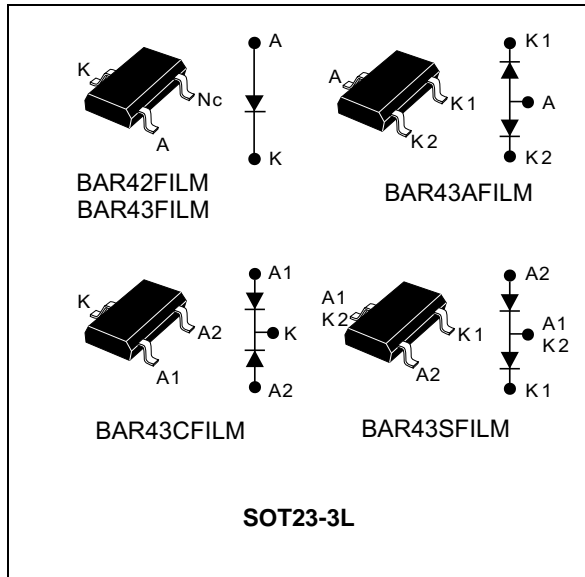 K
A
Nc
A
K
BAR42FILM
BAR43FILM
A
K1
K2
K1
A
K2
BAR43AFILM
K
A2
A1
A1
K
A2
BAR43CFILM
A1
K2
K1
A2
A2
A1
K2
K1
BAR43SFILM
SOT23-3L